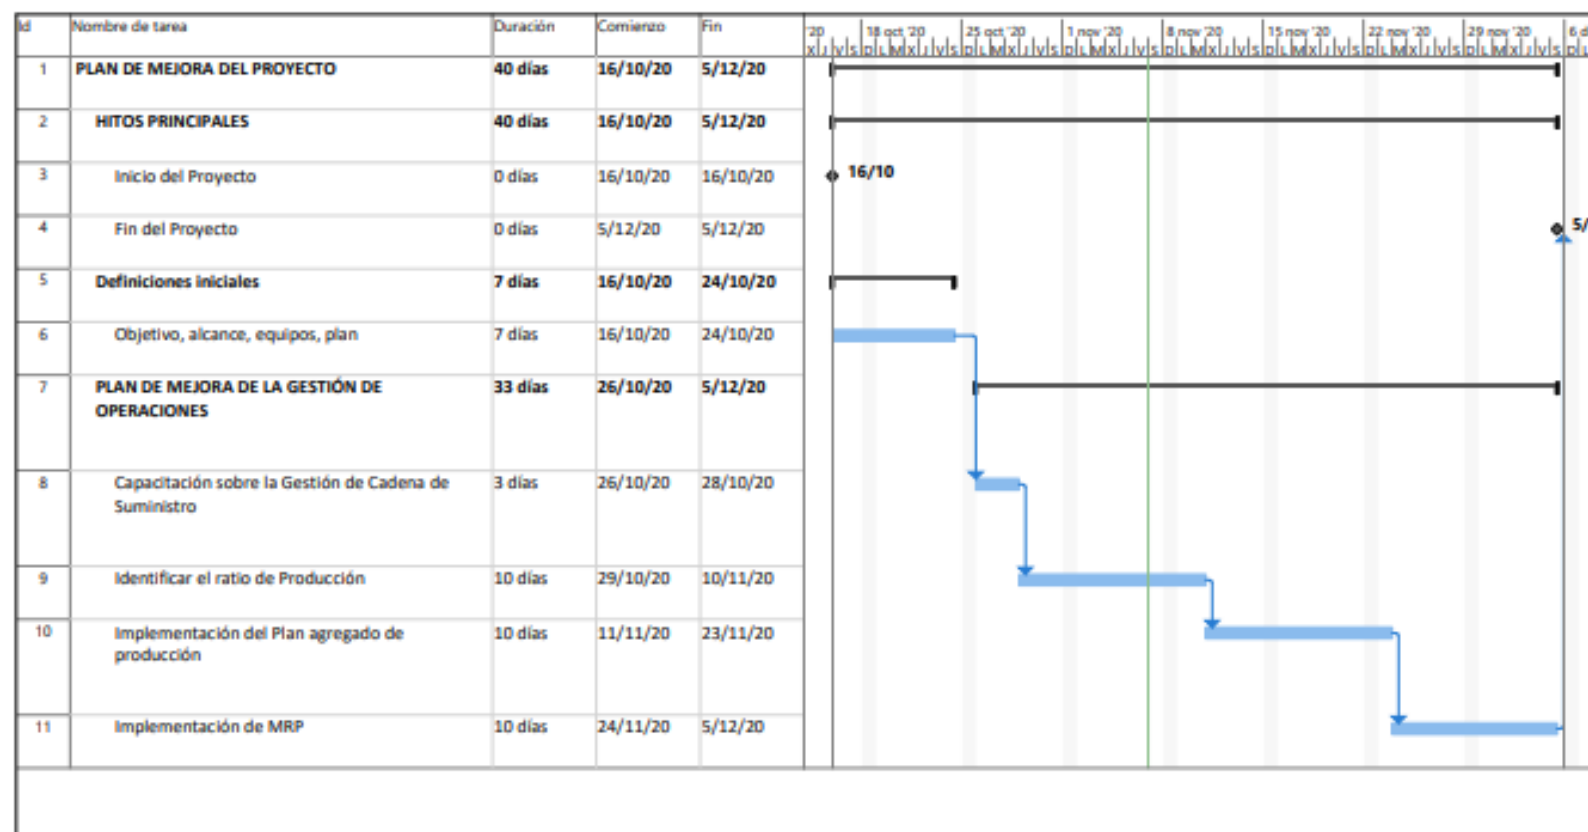 Id Nombre de tarea Duración Comienzo Fin
'20 18 oct '20 25 oct '20 1 nov '20 8 nov '20 15 nov '20 22 nov '20 29 nov '20 6 d
X J V S D L M X J V S D L M X J V S D L M X J V S D L M X J V S D L M X J V S D L M X J V S D L M X J V S D L
1 PLAN DE MEJORA DEL PROYECTO 40 días 16/10/20 5/12/20
2 HITOS PRINCIPALES 40 días 16/10/20 5/12/20
3 Inicio del Proyecto 0 días 16/10/20 16/10/20 16/10
4 Fin del Proyecto 0 días 5/12/20 5/12/20 5/
5 Definiciones iniciales 7 días 16/10/20 24/10/20
6 Objetivo, alcance, equipos, plan 7 días 16/10/20 24/10/20
7 PLAN DE MEJORA DE LA GESTIÓN DE 33 días 26/10/20 5/12/20
OPERACIONES
8 Capacitación sobre la Gestión de Cadena de 3 días 26/10/20 28/10/20
Suministro
9 Identificar el ratio de Producción 10 días 29/10/20 10/11/20
10 Implementación del Plan agregado de 10 días 11/11/20 23/11/20
producción
11 Implementación de MRP 10 días 24/11/20 5/12/20